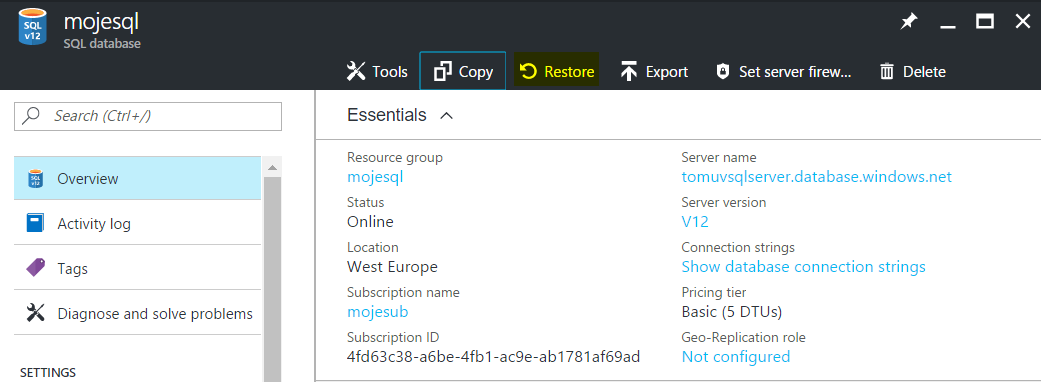 SQL
v12
mojesql
SQL database
Tools
Copy
Restore
Export
Set server firew...
Delete
Search (Ctrl+/)
SQL
v12
Overview
Activity log
Tags
Diagnose and solve problems
SETTINGS
Essentials
Resource group
mojesql
Status
Online
Location
West Europe
Subscription name
mojesub
Subscription ID
4fd63c38-a6be-4fb1-ac9e-ab1781af69ad
Server name
tomuvsqlserver.database.windows.net
Server version
V12
Connection strings
Show database connection strings
Pricing tier
Basic (5 DTUs)
Geo-Replication role
Not configured